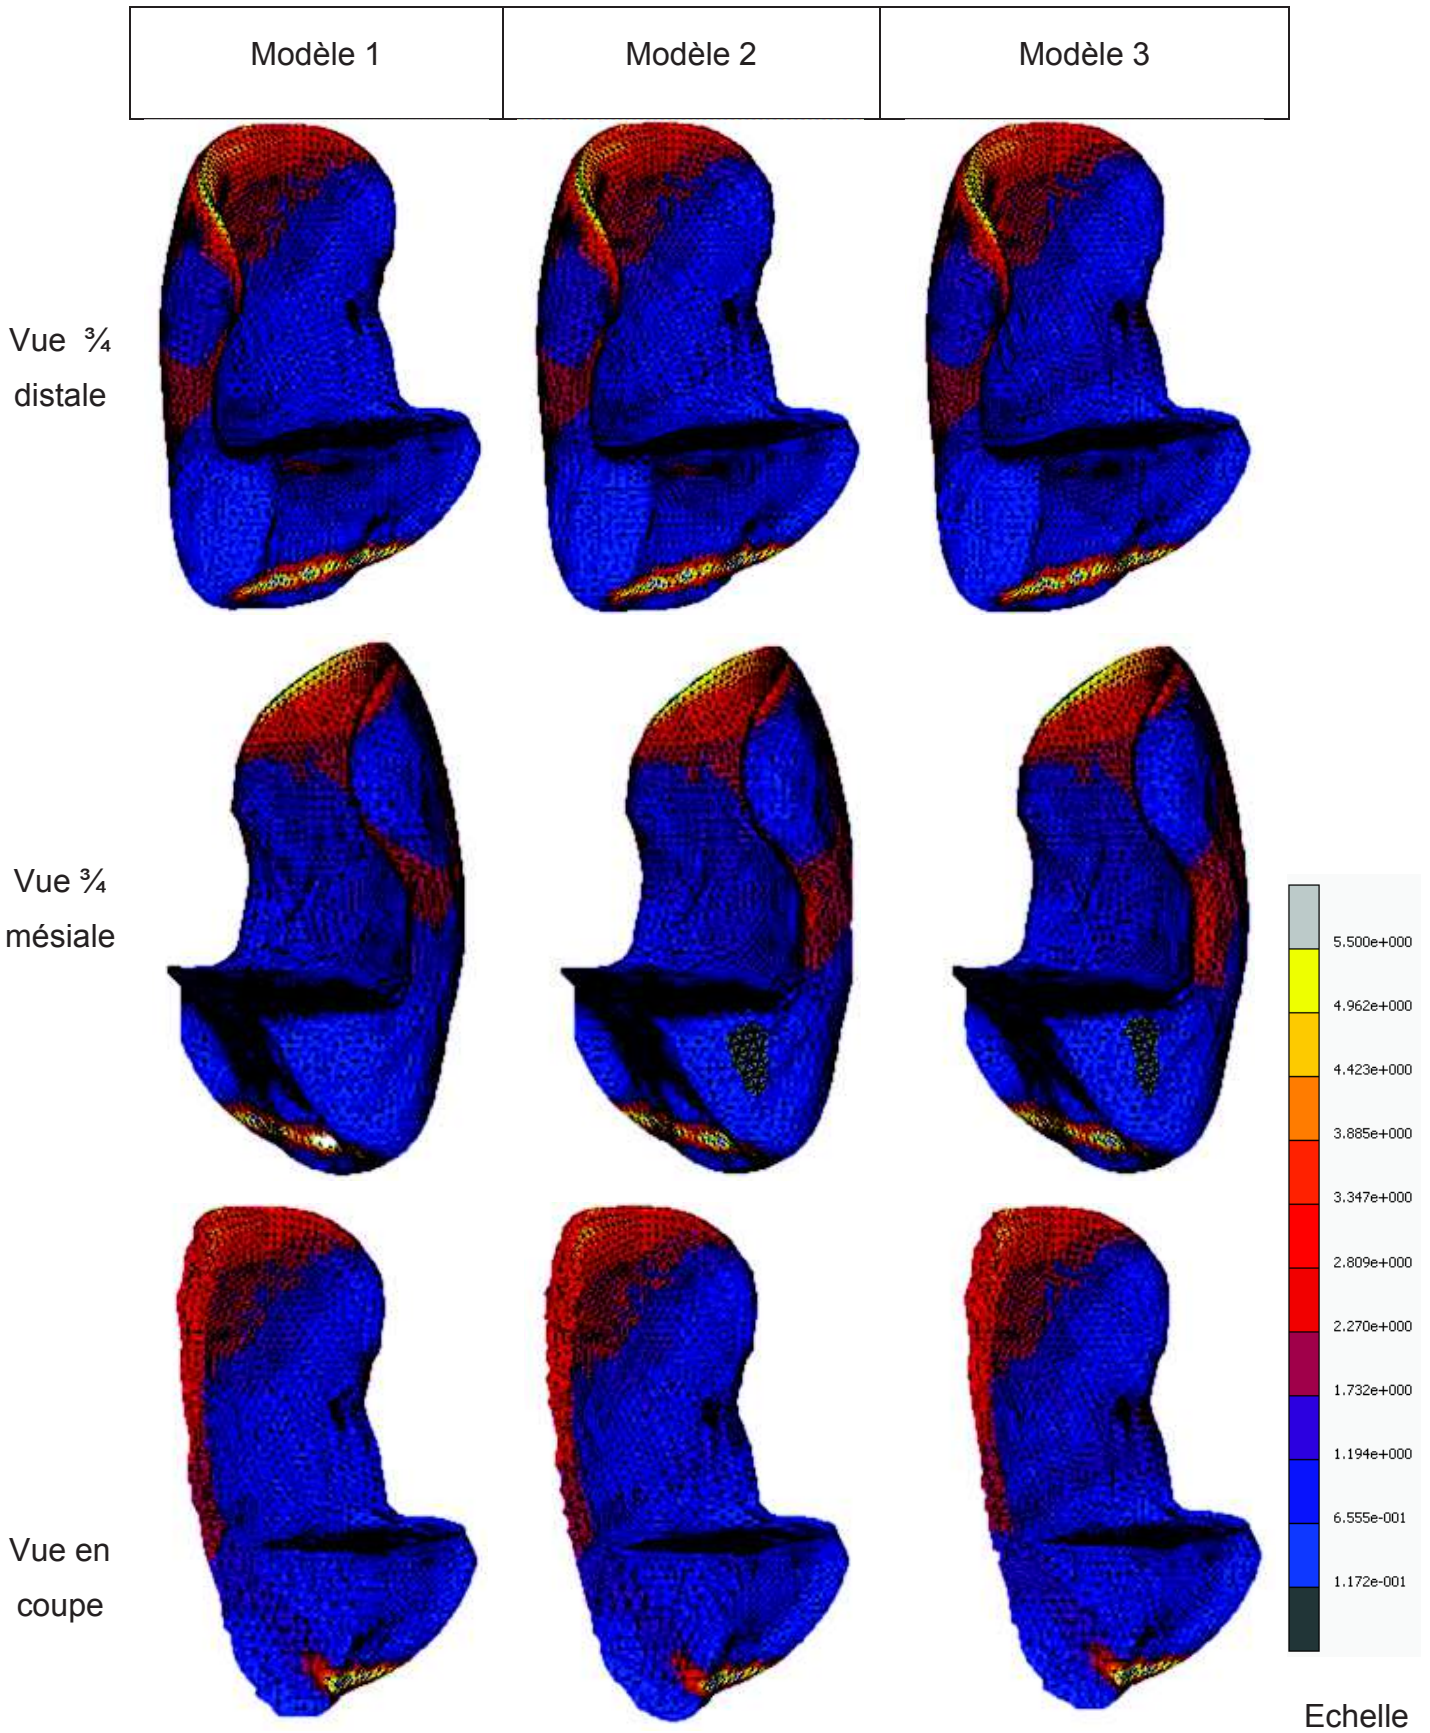 Modèle 1 Modèle 2 Modèle 3
Vue ¾
distale
Vue ¾
mésiale
5.500e+000
4.962e+000
4.423e+000
3.885e+000
3.347e+000
2.809e+000
2.270e+000
1.732e+000
1.194e+000
6.555e-001
1.172e-001
Vue en
coupe
Echelle